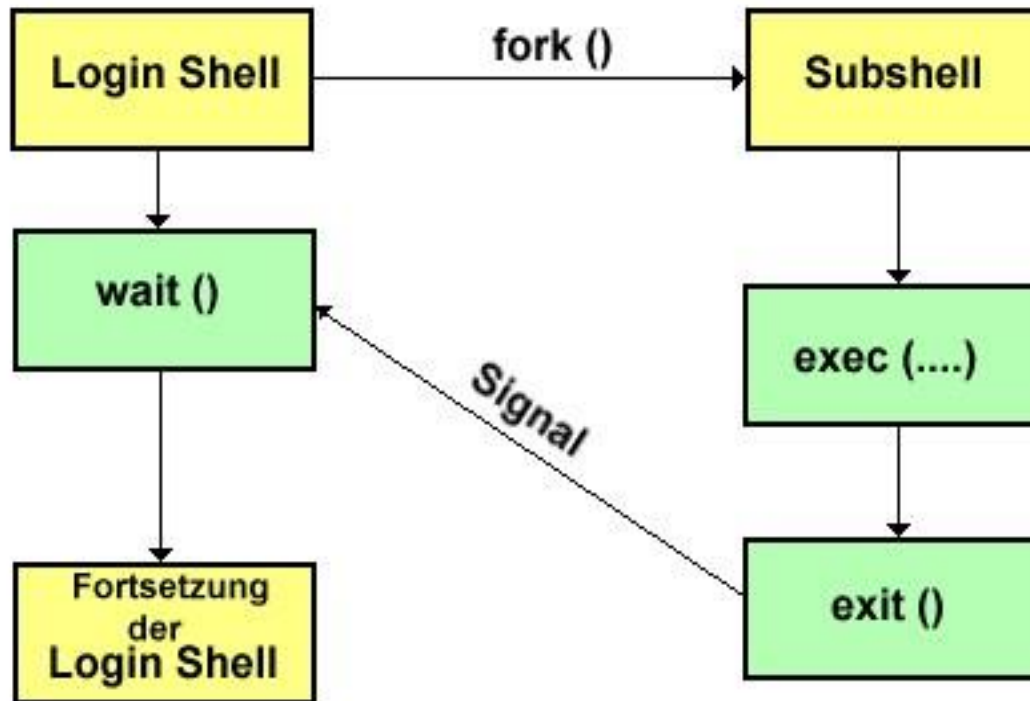 Login Shell
fork ()
Subshell
wait ()
exec (....)
Signal
exit ()
Fortsetzung
der
Login Shell